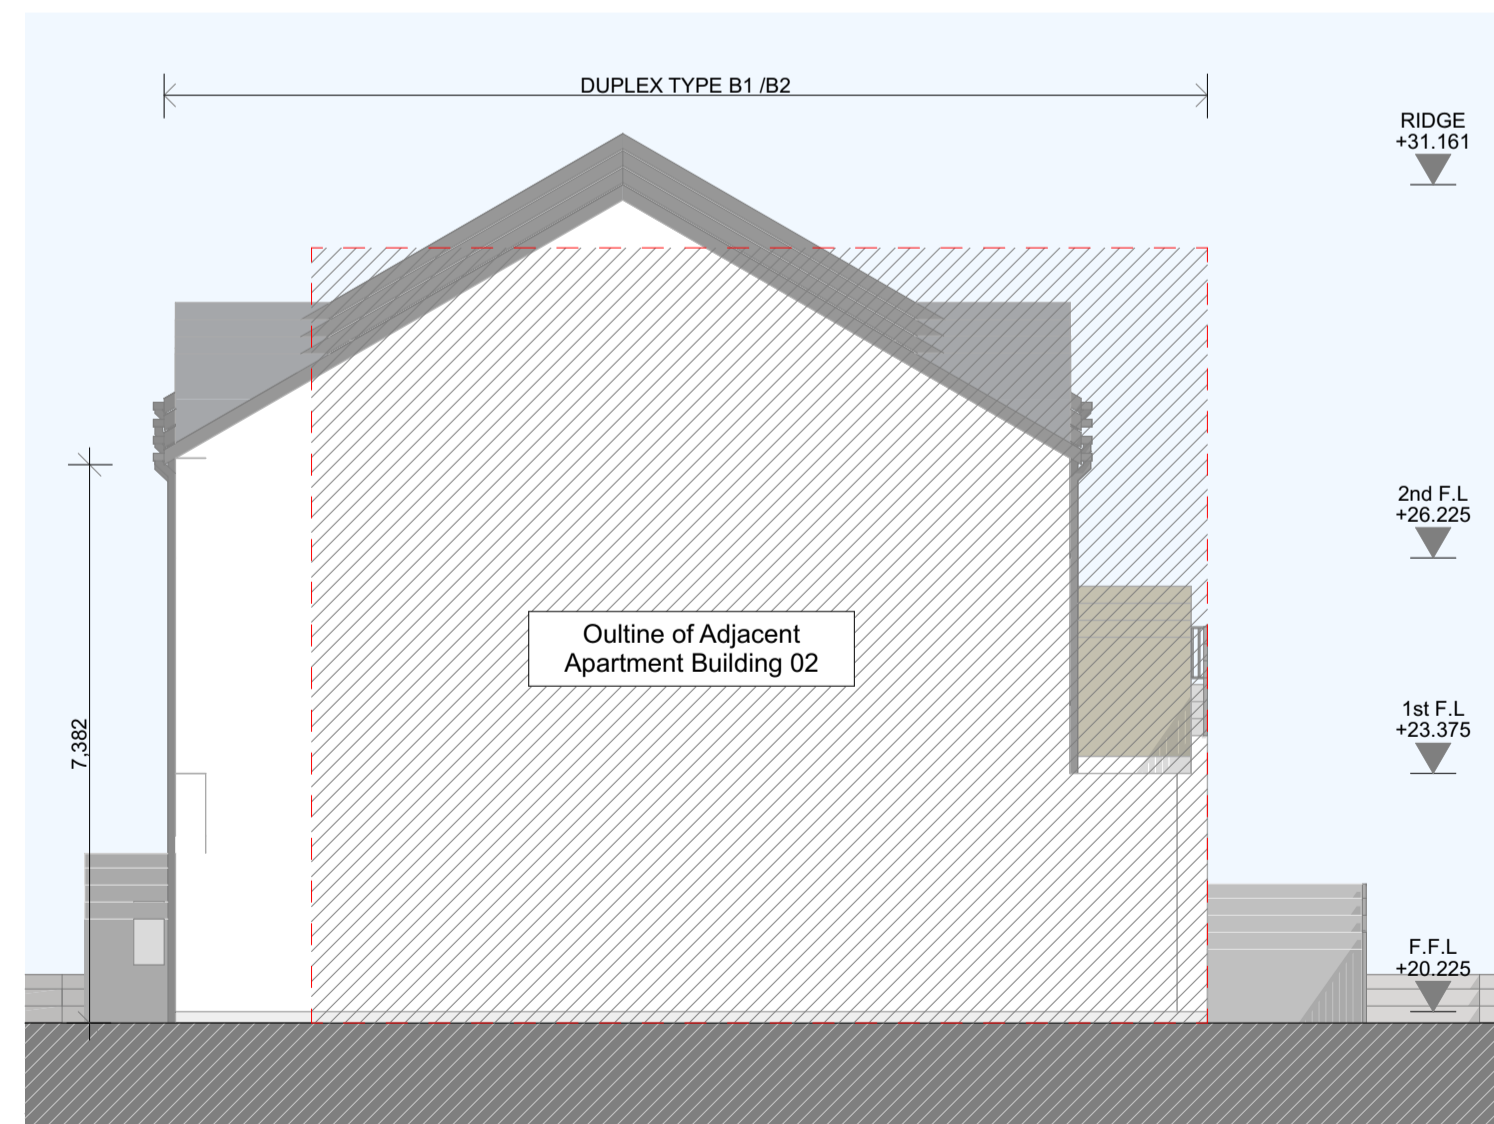 DUPLEX TYPE B1 /B2
RIDGE
+31.161
2nd F.L
+26.225
Oultine of Adjacent
Apartment Building 02
1st F.L
+23.375
7,382
F.F.L
+20.225